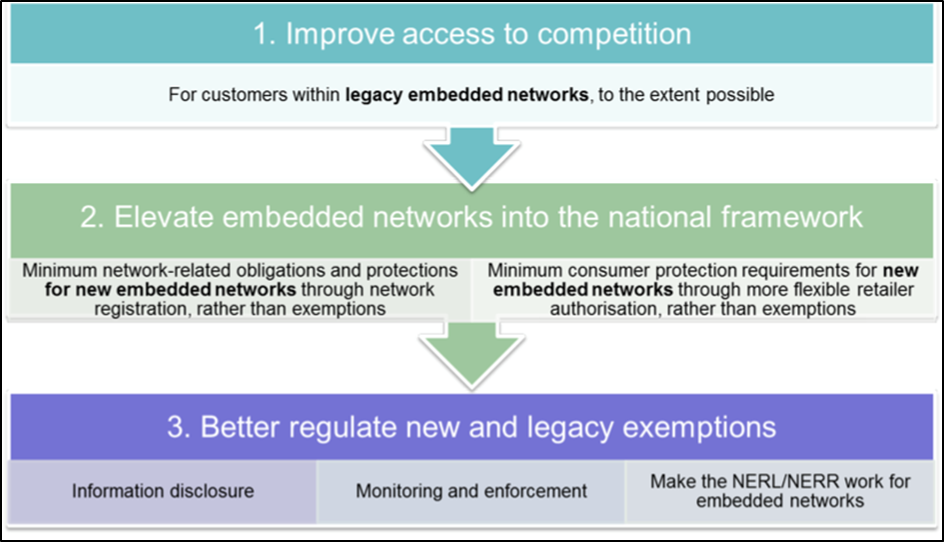 1. Improve access to competition
For customers within legacy embedded networks, to the extent possible
2. Elevate embedded networks into the national framework
Minimum network-related obligations and protections
for new embedded networks through network
registration, rather than exemptions
Minimum consumer protection requirements for new
embedded networks through more flexible retailer
authorisation, rather than exemptions
3. Better regulate new and legacy exemptions
Information disclosure
Monitoring and enforcement
Make the NERL/NERR work for
embedded networks